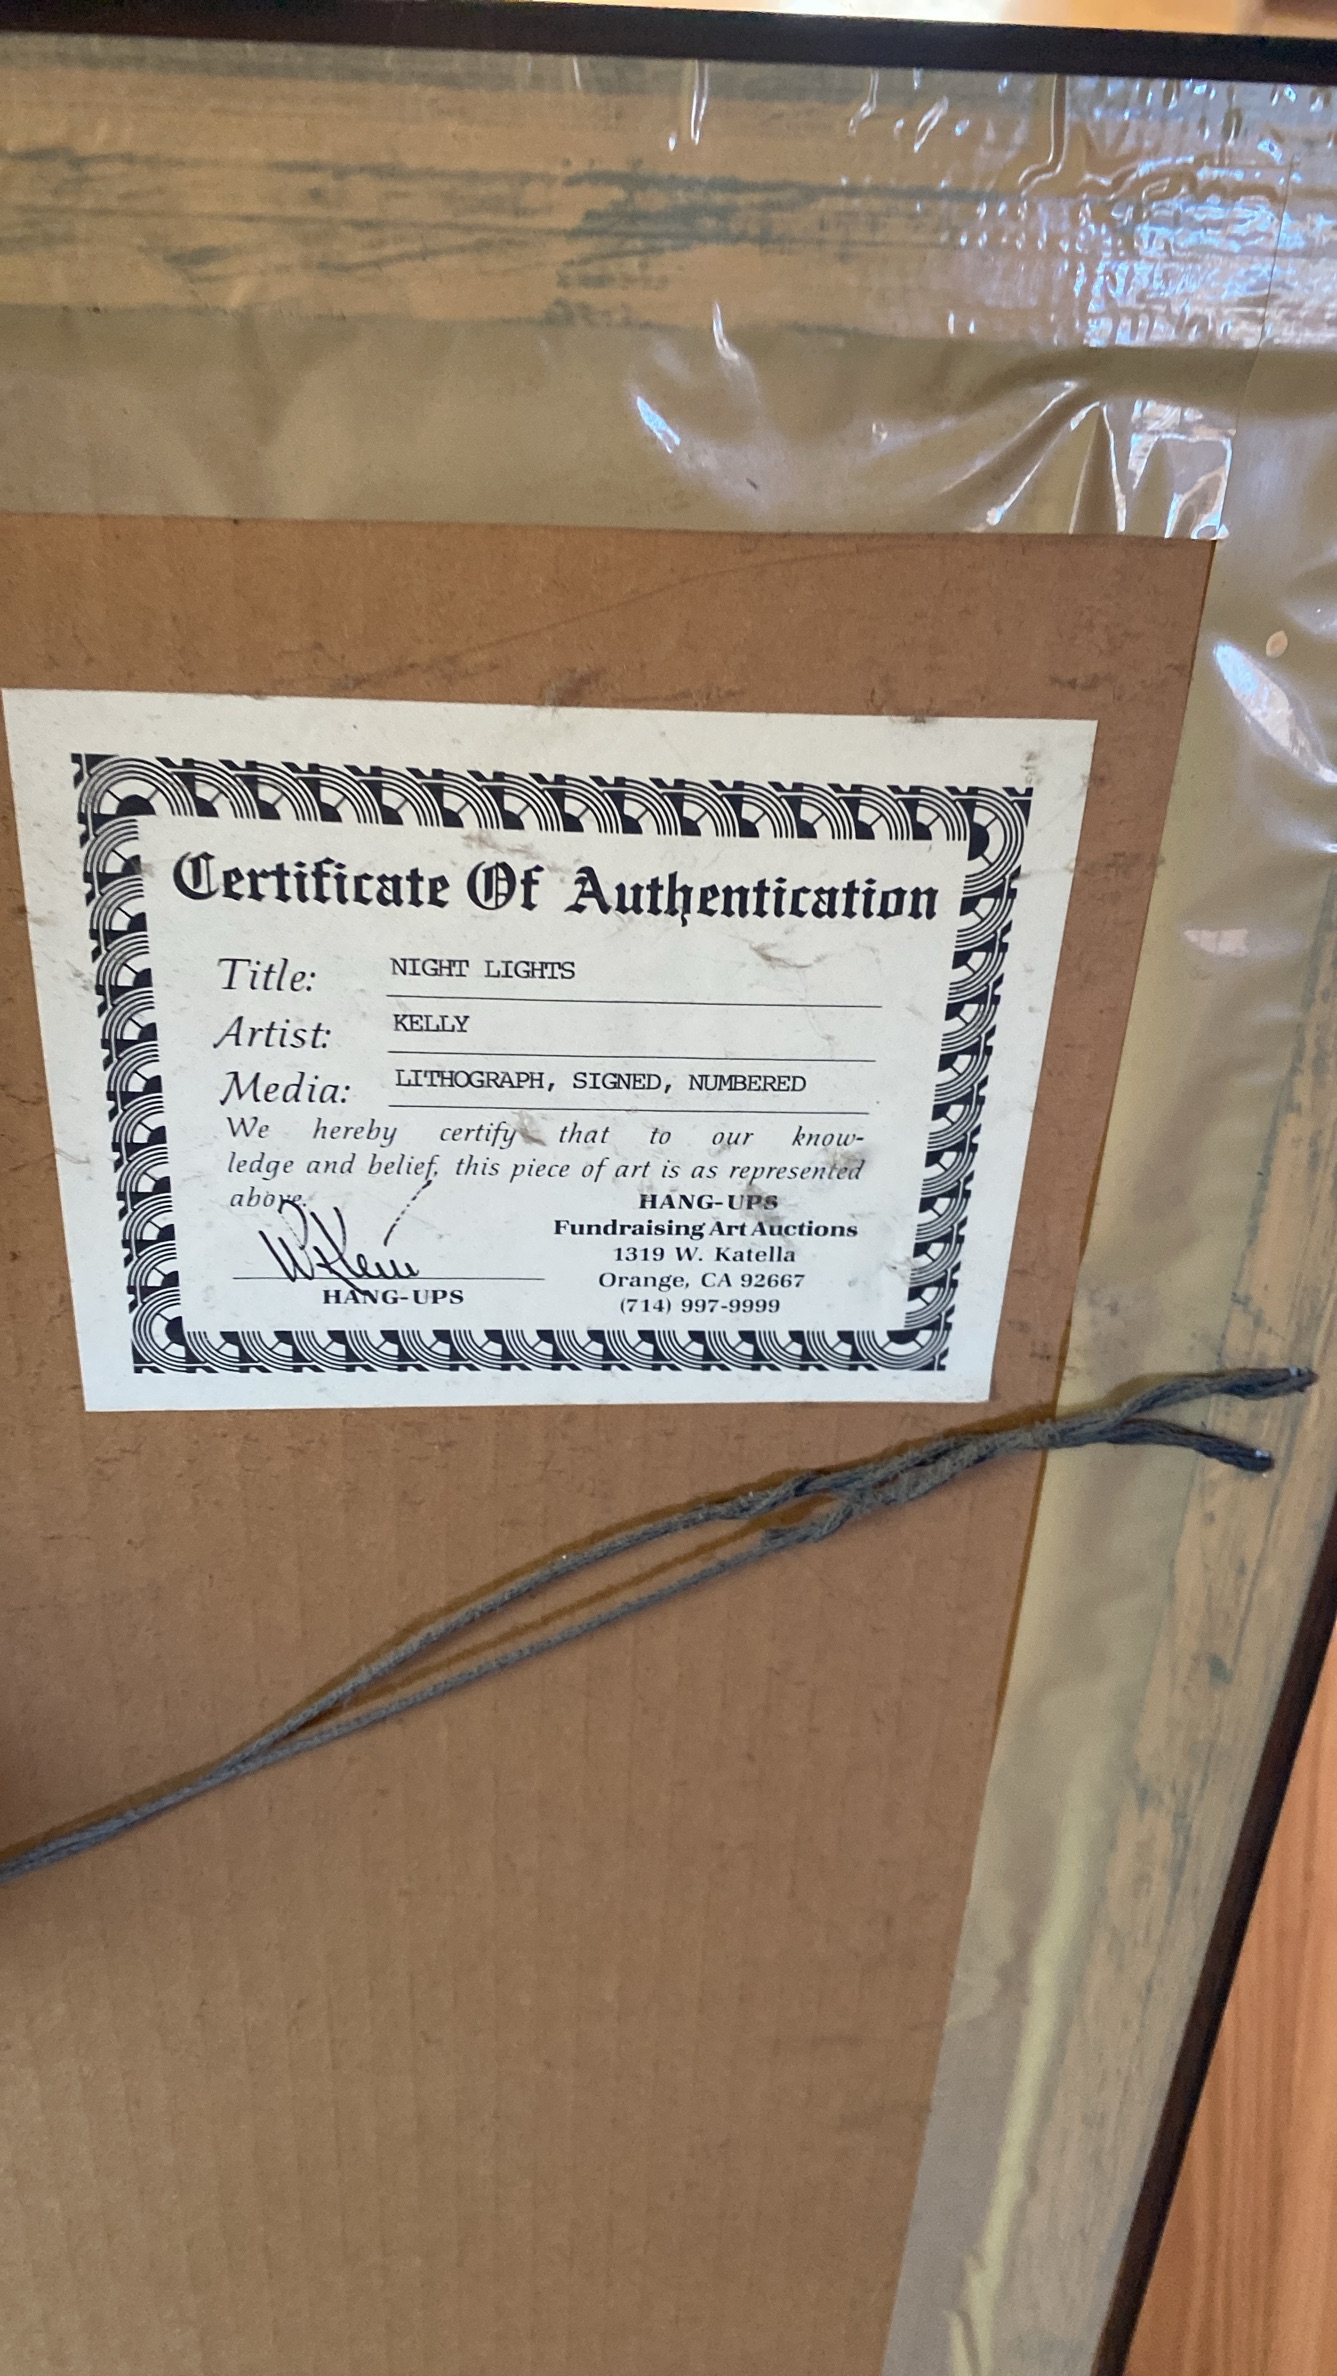 Certificate Of Authentication
Title: NIGHT LIGHTS
Artist: KELLY
Media: LITHOGRAPH, SIGNED, NUMBERED
We hereby certify that to our know-
ledge and belief, this piece of art is as represented
above.
HANG-UPS
Fundraising Art Auctions
1319 W. Katella
Orange, CA 92667
(714) 997-9999
HANG-UPS